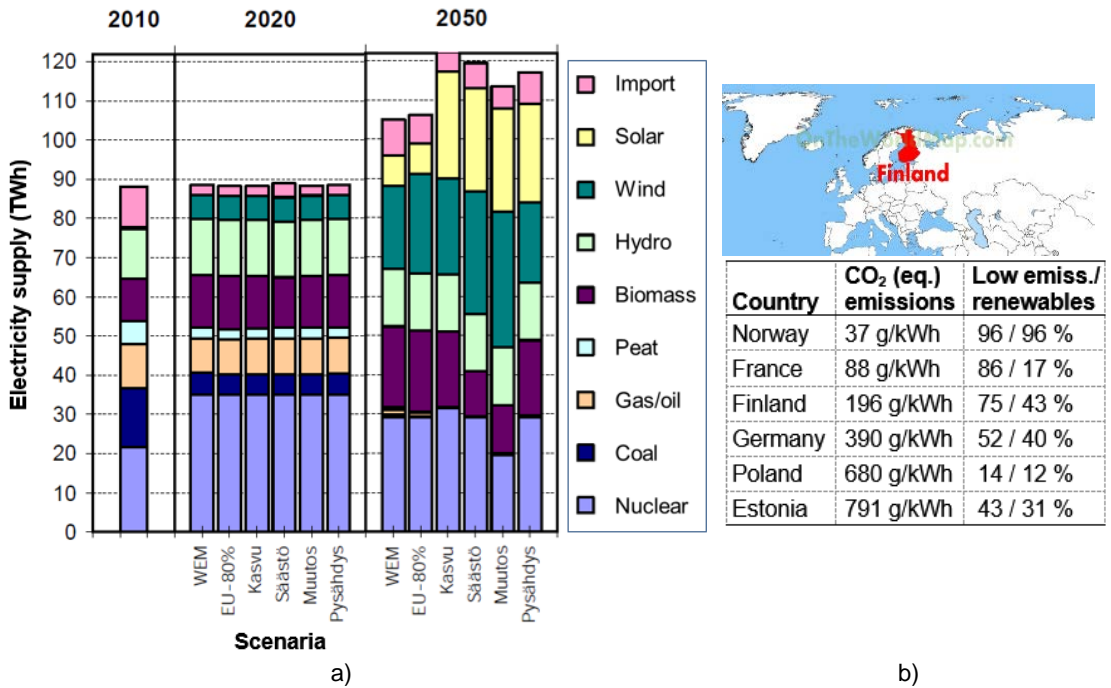 2010 2020 2050
Electricity supply (TWh)
120
110
100
90
80
70
60
50
40
30
20
10
0
WEM
EU-80%
Kasvu
Säästö
Muutos
Pysähdys
WEM
EU-80%
Kasvu
Säästö
Muutos
Pysähdys
Scenaria
Import
Solar
Wind
Hydro
Biomass
Peat
Gas/oil
Coal
Nuclear
a)
OnTheWorldMap.com
Finland
Country CO₂ (eq.) emissions Low emiss./ renewables
Norway 37 g/kWh 96 / 96 %
France 88 g/kWh 86 / 17 %
Finland 196 g/kWh 75 / 43 %
Germany 390 g/kWh 52 / 40 %
Poland 680 g/kWh 14 / 12 %
Estonia 791 g/kWh 43 / 31 %
b)